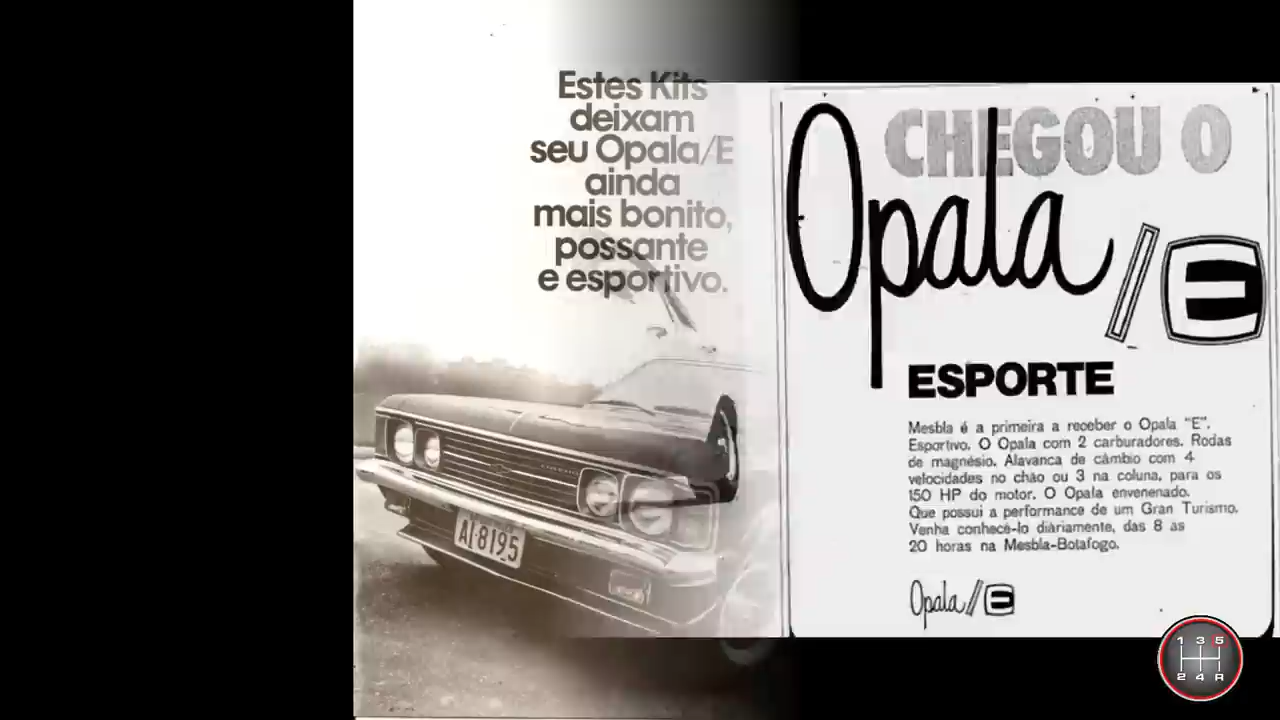 Estes Kits
deixam
seu Opala/E
ainda
mais bonito,
possante
e esportivo.
AI·8195
CHEGOU O
Opala
/E
ESPORTE
Mesbla é a primeira a receber o Opala "E".
Esportivo. O Opala com 2 carburadores. Rodas
de magnésio. Alavanca de câmbio com 4
velocidades no chão ou 3 na coluna, para os
150 HP do motor. O Opala envenenado.
Que possui a performance de um Gran Turismo.
Venha conhecê-lo diàriamente, das 8 as
20 horas na Mesbla-Botafogo.
Opala/E
1 3 5
2 4 R